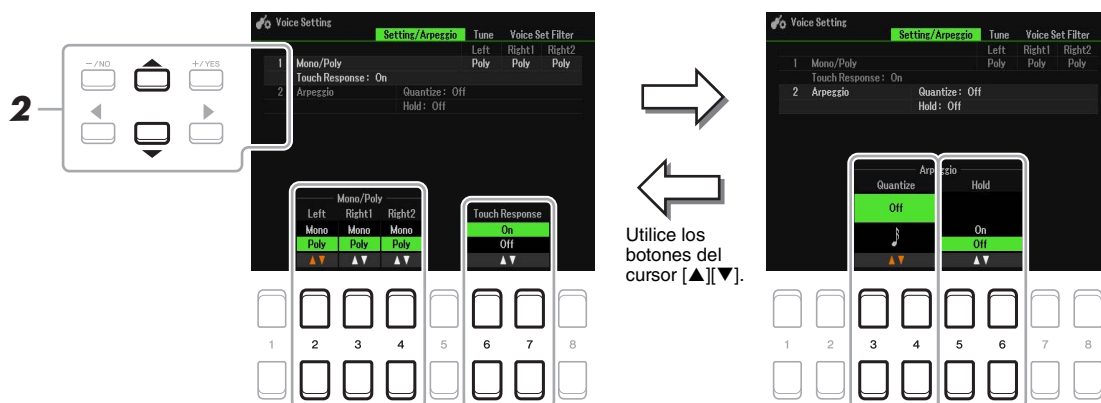 Voice Setting
Setting/Arpeggio Tune Voice Set Filter
Left Right1 Right2
1 Mono/Poly Poly Poly Poly
Touch Response: On
2 Arpeggio Quantize: Off
Hold: Off
Mono/Poly
Left Right1 Right2
Mono Mono Mono
Poly Poly Poly
▲▼ ▲▼ ▲▼
Touch Response
On
Off
▲▼
1 2 3 4 5 6 7 8
2
-/NO +/YES
Utilice los
botones del
cursor [▲][▼].
Voice Setting
Setting/Arpeggio Tune Voice Set Filter
Left Right1 Right2
1 Mono/Poly Poly Poly Poly
Touch Response: On
2 Arpeggio Quantize: Off
Hold: Off
Arpeggio
Quantize Hold
Off
On
Off
▲▼ ▲▼
1 2 3 4 5 6 7 8